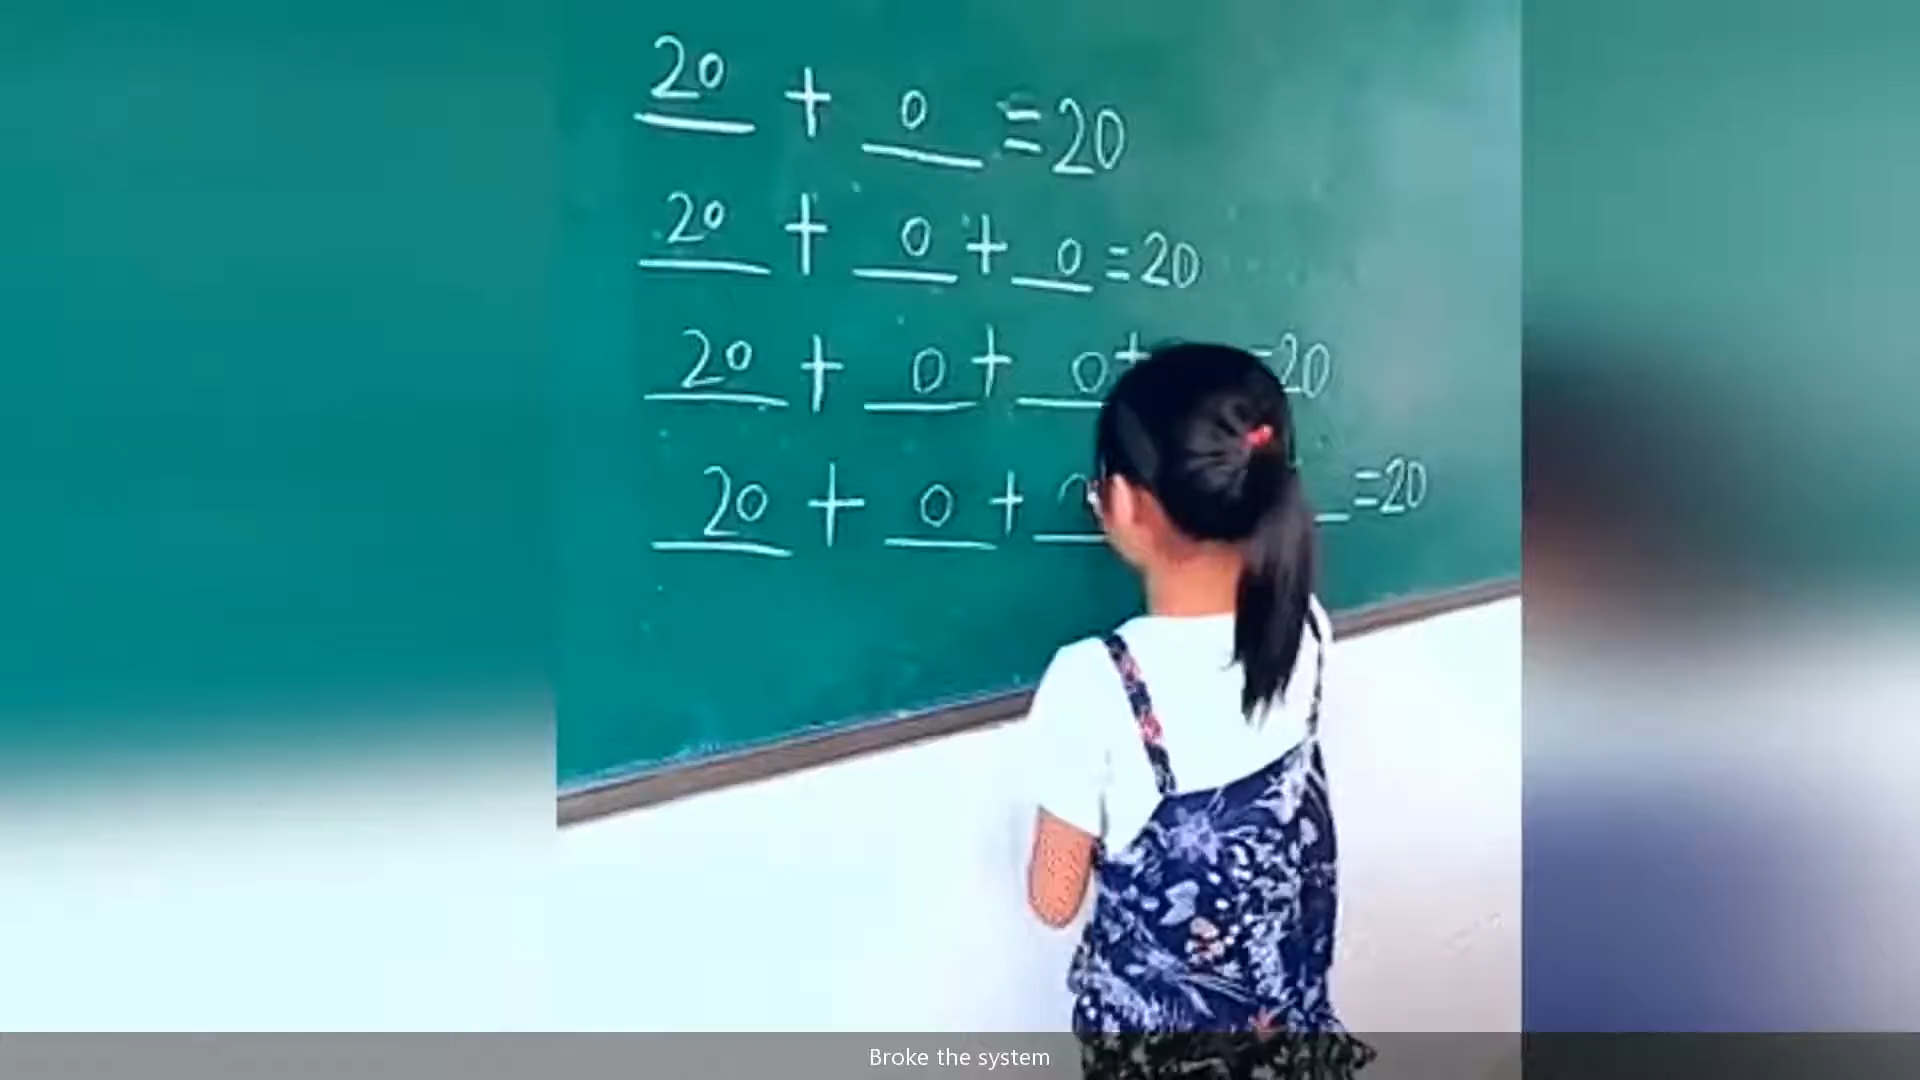 20 + 0 = 20
20 + 0 + 0 = 20
20 + 0 + 0 + =20
20 + 0 + =20
Broke the system